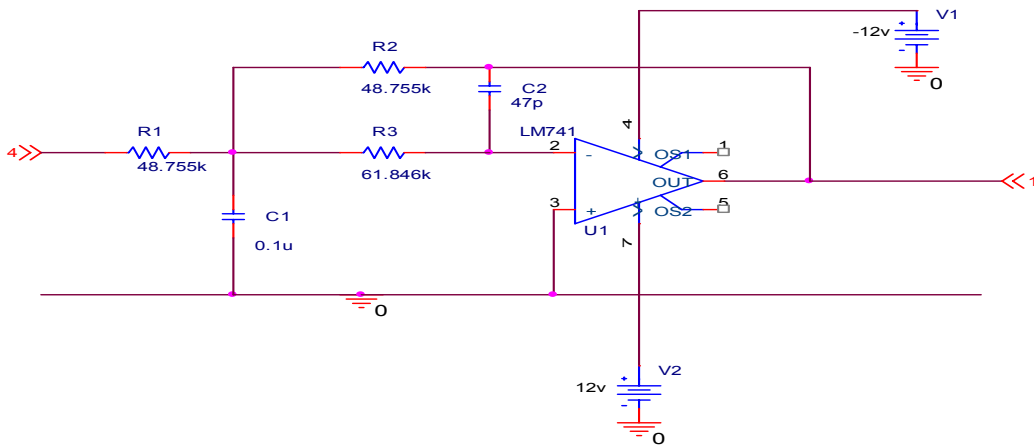 V1
-12v
0
R2
48.755k
C2
47p
4
LM741
R1
48.755k
4
R3
61.846k
2
-
OS1
1
OUT
6
1
3
+
OS2
5
U1
7
C1
0.1u
0
V2
12v
0